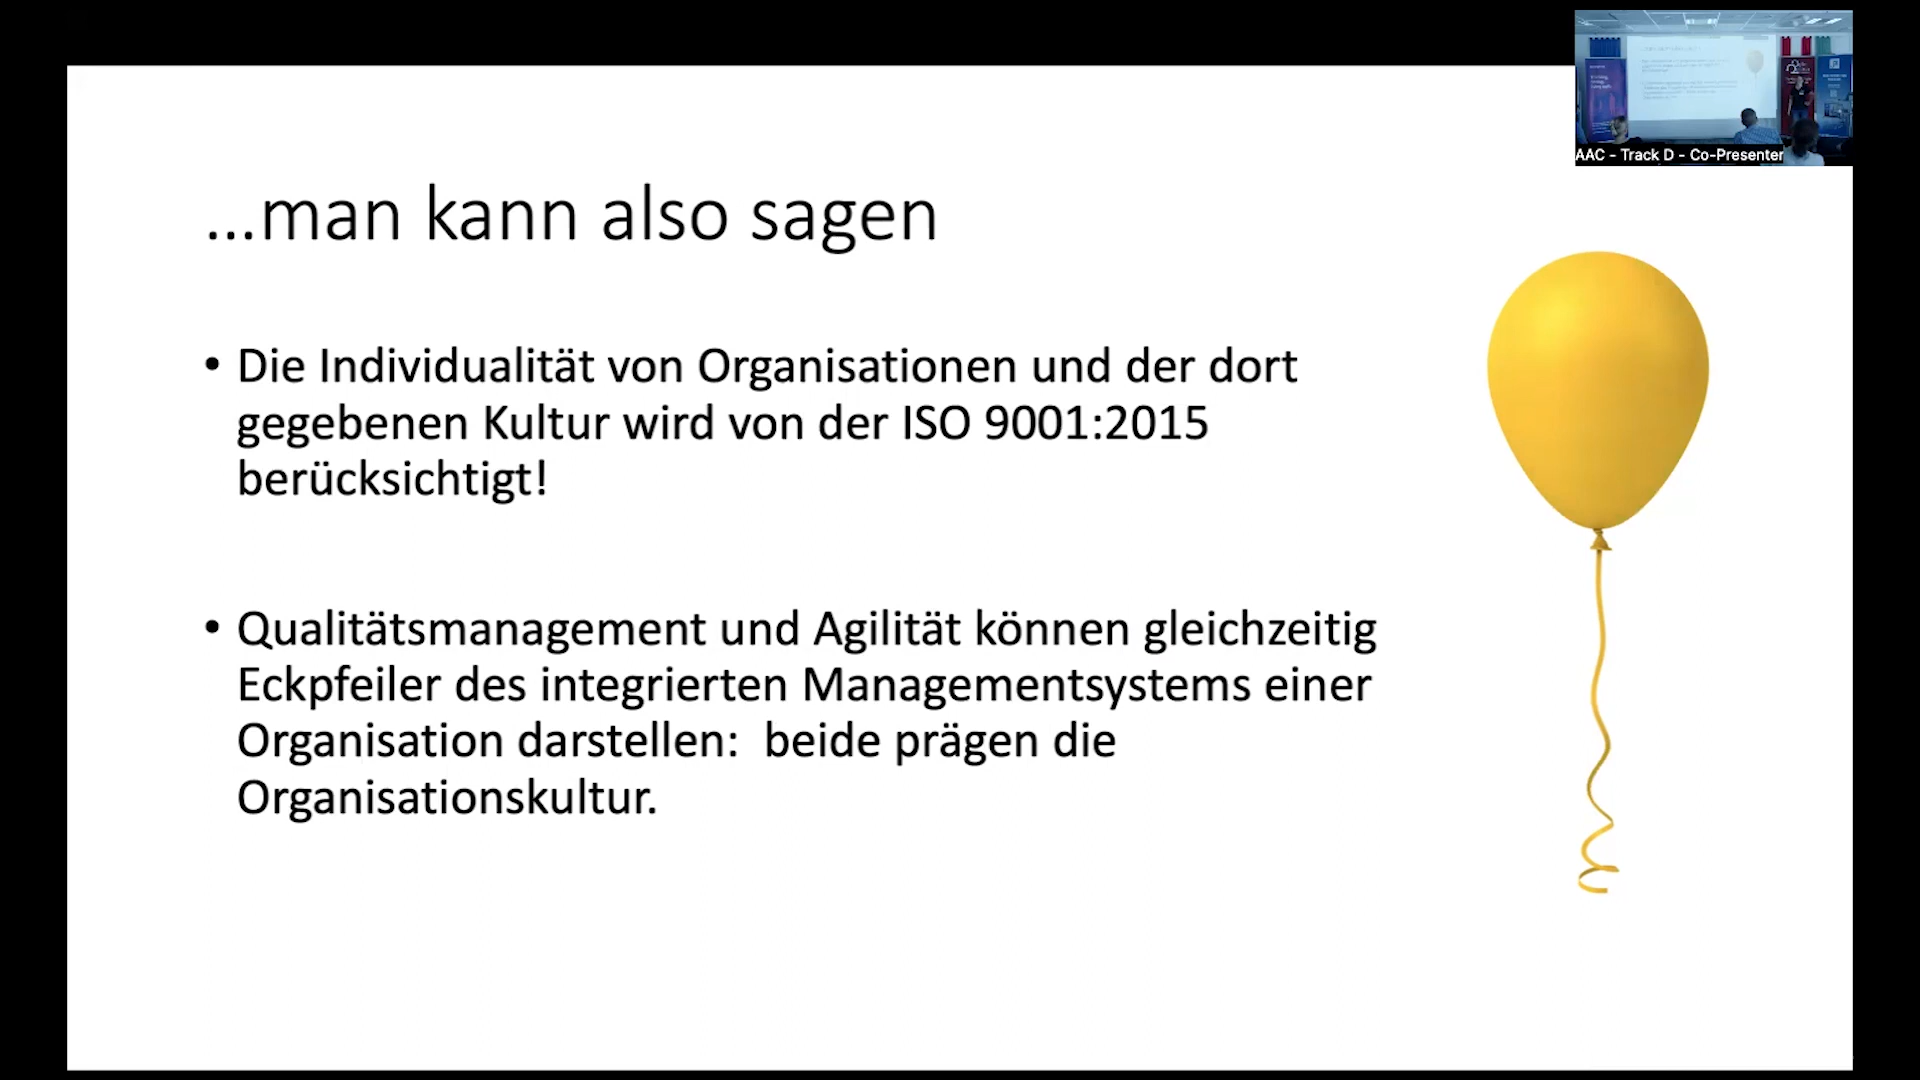 AAC - Track D - Co-Presenter
...man kann also sagen
• Die Individualität von Organisationen und der dort
gegebenen Kultur wird von der ISO 9001:2015
berücksichtigt!
• Qualitätsmanagement und Agilität können gleichzeitig
Eckpfeiler des integrierten Managementsystems einer
Organisation darstellen:  beide prägen die
Organisationskultur.